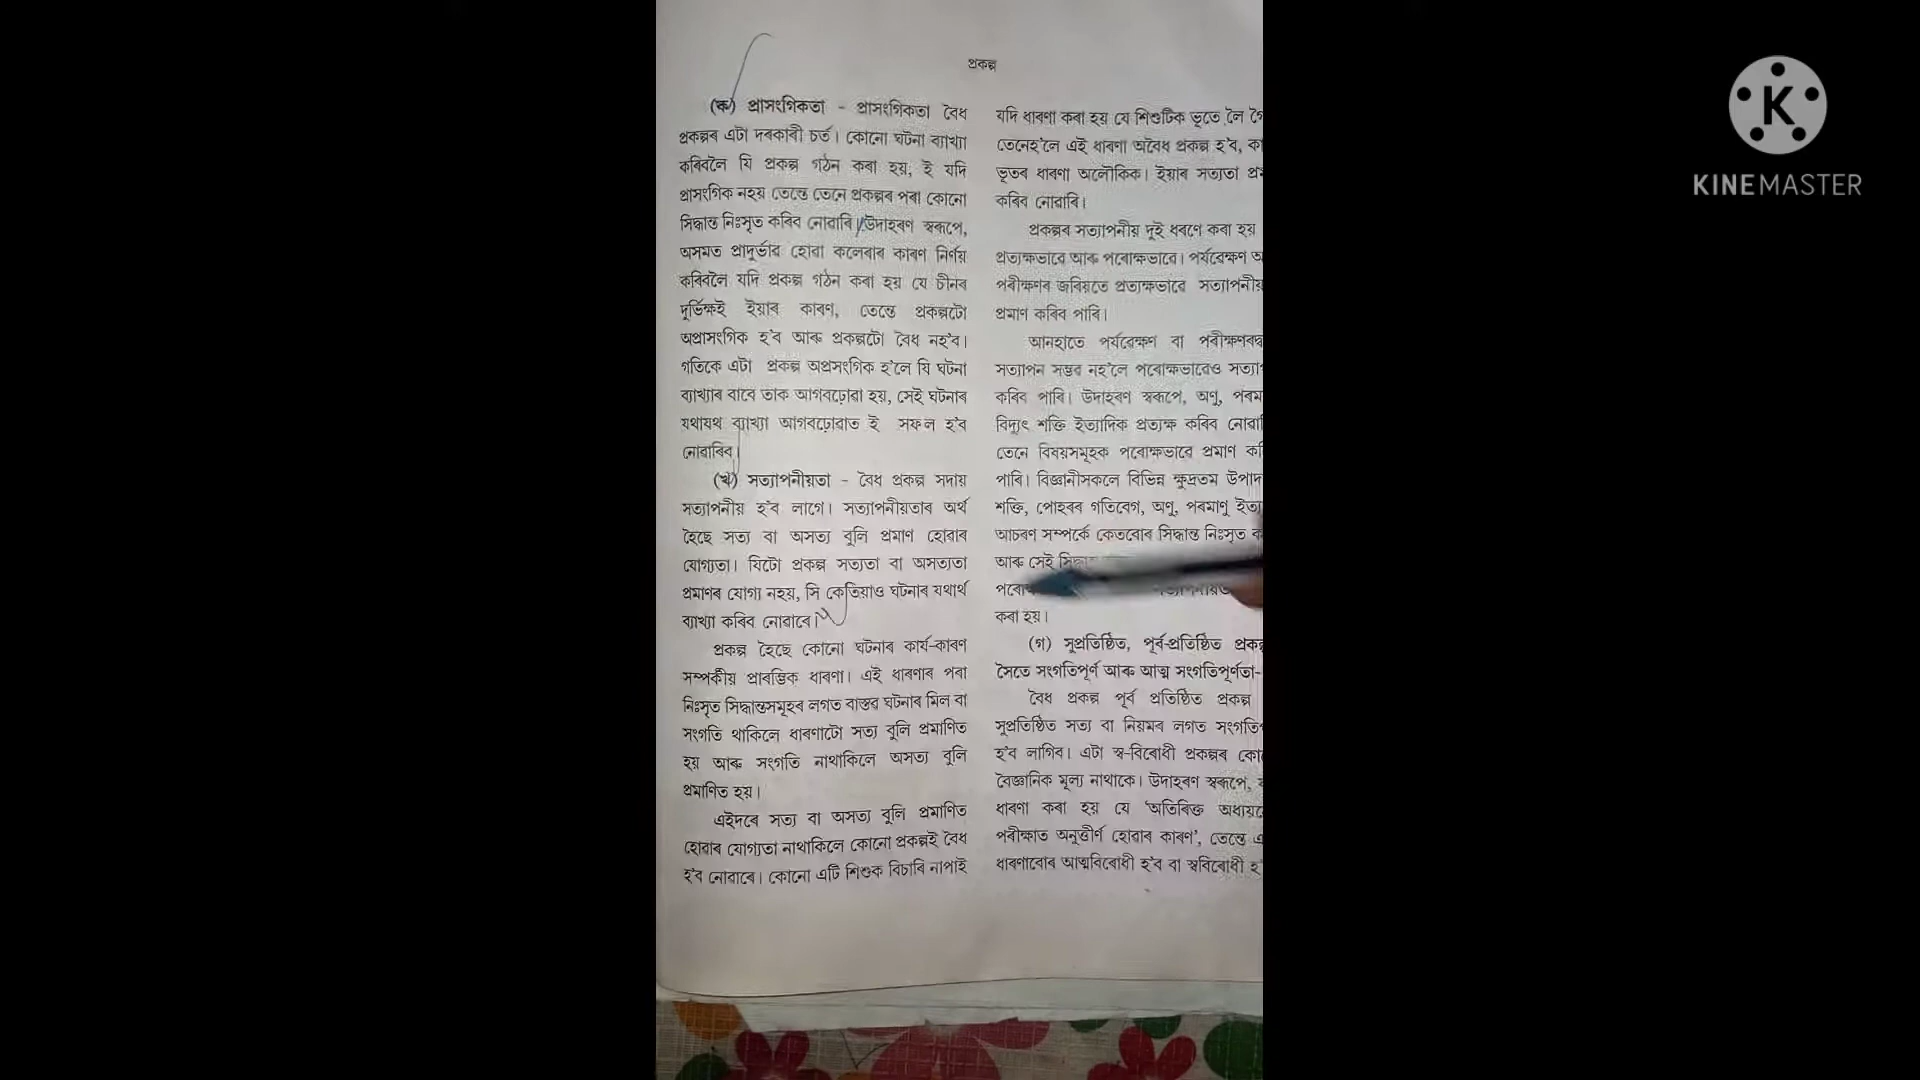 প্ৰকল্প
(ক) প্ৰাসংগিকতা - প্ৰাসংগিকতা বৈধ
প্ৰকল্পৰ এটা দৰকাৰী চৰ্ত। কোনো ঘটনা ব্যাখ্যা
কৰিবলৈ যি প্ৰকল্প গঠন কৰা হয়, ই যদি
প্ৰাসংগিক নহয় তেন্তে তেনে প্ৰকল্পৰ পৰা কোনো
সিদ্ধান্ত নিঃসৃত কৰিব নোৱাৰি। উদাহৰণ স্বৰূপে,
অসমত প্ৰাদুৰ্ভাৱ হোৱা কলেৰাৰ কাৰণ নিৰ্ণয়
কৰিবলৈ যদি প্ৰকল্প গঠন কৰা হয় যে চীনৰ
দুৰ্ভিক্ষই ইয়াৰ কাৰণ, তেন্তে প্ৰকল্পটো
অপ্ৰাসংগিক হ'ব আৰু প্ৰকল্পটো বৈধ নহ'ব।
গতিকে এটা প্ৰকল্প অপ্ৰসংগিক হ'লে যি ঘটনা
ব্যাখ্যাৰ বাবে তাক আগবঢ়োৱা হয়, সেই ঘটনাৰ
যথাযথ ব্যাখ্যা আগবঢ়োৱাত ই সফল হ'ব
নোৱাৰিব।
(খ) সত্যাপনীয়তা - বৈধ প্ৰকল্প সদায়
সত্যাপনীয় হ'ব লাগে। সত্যাপনীয়তাৰ অৰ্থ
হৈছে সত্য বা অসত্য বুলি প্ৰমাণ হোৱাৰ
যোগ্যতা। যিটো প্ৰকল্প সত্যতা বা অসত্যতা
প্ৰমাণৰ যোগ্য নহয়, সি কেতিয়াও ঘটনাৰ যথাৰ্থ
ব্যাখ্যা কৰিব নোৱাৰে।
প্ৰকল্প হৈছে কোনো ঘটনাৰ কাৰ্য-কাৰণ
সম্পৰ্কীয় প্ৰাৰম্ভিক ধাৰণা। এই ধাৰণাৰ পৰা
নিঃসৃত সিদ্ধান্তসমূহৰ লগত বাস্তৱ ঘটনাৰ মিল বা
সংগতি থাকিলে ধাৰণাটো সত্য বুলি প্ৰমাণিত
হয় আৰু সংগতি নাথাকিলে অসত্য বুলি
প্ৰমাণিত হয়।
এইদৰে সত্য বা অসত্য বুলি প্ৰমাণিত
হোৱাৰ যোগ্যতা নাথাকিলে কোনো প্ৰকল্পই বৈধ
হ'ব নোৱাৰে। কোনো এটি শিশুক বিচাৰি নাপাই
যদি ধাৰণা কৰা হয় যে শিশুটিক ভূতে লৈ
তেনেহ'লে এই ধাৰণা অবৈধ প্ৰকল্প হ'ব,
ভূতৰ ধাৰণা অলৌকিক। ইয়াৰ সত্যতা
কৰিব নোৱাৰি।
প্ৰকল্পৰ সত্যাপনীয় দুই ধৰণে কৰা হয়
প্ৰত্যক্ষভাৱে আৰু পৰোক্ষভাৱে। পৰ্যৱেক্ষণ
পৰীক্ষণৰ জৰিয়তে প্ৰত্যক্ষভাৱে সত্যাপনীয়
প্ৰমাণ কৰিব পাৰি।
আনহাতে পৰ্যৱেক্ষণ বা
সত্যাপন সম্ভৱ নহ'লে পৰোক্ষভাৱেও
কৰিব পাৰি। উদাহৰণ স্বৰূপে, অণু,
বিদ্যুৎ শক্তি ইত্যাদিক প্ৰত্যক্ষ কৰিব
তেনে বিষয়সমূহক পৰোক্ষভাৱে প্ৰমাণ
পাৰি। বিজ্ঞানীসকলে বিভিন্ন ক্ষুদ্ৰতম
শক্তি, পোহৰৰ গতিবেগ, অণু, পৰমাণু
আচৰণ সম্পৰ্কে কেতবোৰ সিদ্ধান্ত নিঃসৃত
আৰু সেই
কৰা হয়।
(গ) সুপ্ৰতিষ্ঠিত, পূৰ্ব-প্ৰতিষ্ঠিত
সৈতে সংগতিপূৰ্ণ আৰু আত্ম সংগতিপূৰ্ণতা-
বৈধ প্ৰকল্প পূৰ্ব প্ৰতিষ্ঠিত প্ৰকল্প
সুপ্ৰতিষ্ঠিত সত্য বা নিয়মৰ লগত
হ'ব লাগিব। এটা স্ব-বিৰোধী প্ৰকল্পৰ
বৈজ্ঞানিক মূল্য নাথাকে। উদাহৰণ স্বৰূপে,
ধাৰণা কৰা হয় যে 'অতিৰিক্ত
পৰীক্ষাত অনুত্তীৰ্ণ হোৱাৰ কাৰণ', তেন্তে
ধাৰণাবোৰ আত্মবিৰোধী হ'ব বা স্ববিৰোধী
K
KINEMASTER